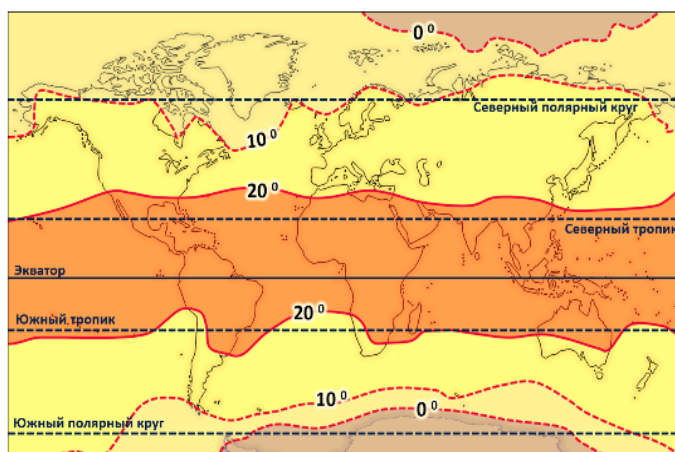 0⁰
Северный полярный круг
10⁰
20⁰
Северный тропик
Экватор
20⁰
Южный тропик
10⁰
0⁰
Южный полярный круг